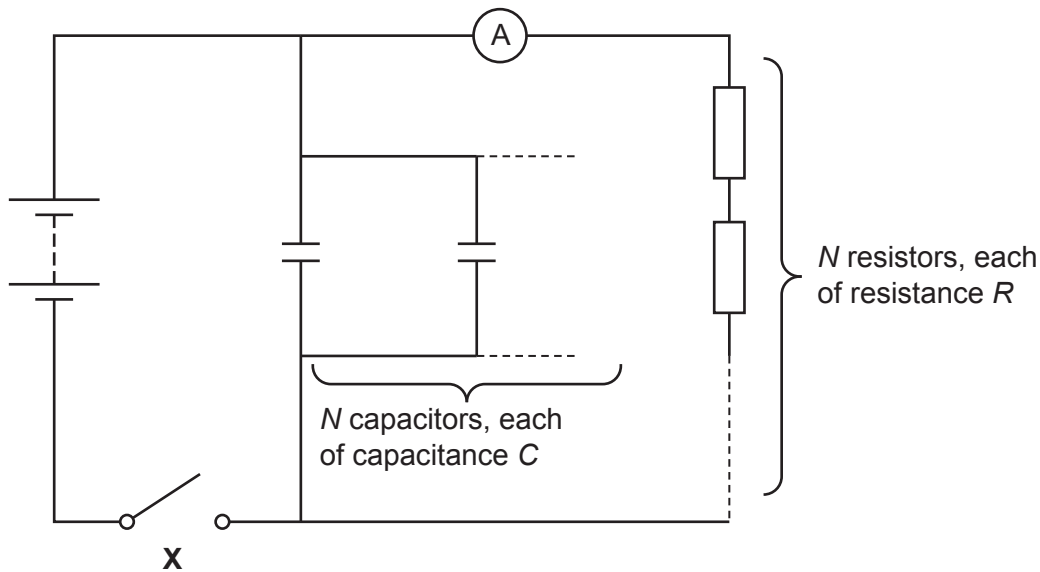 A
N resistors, each
of resistance R
N capacitors, each
of capacitance C
X